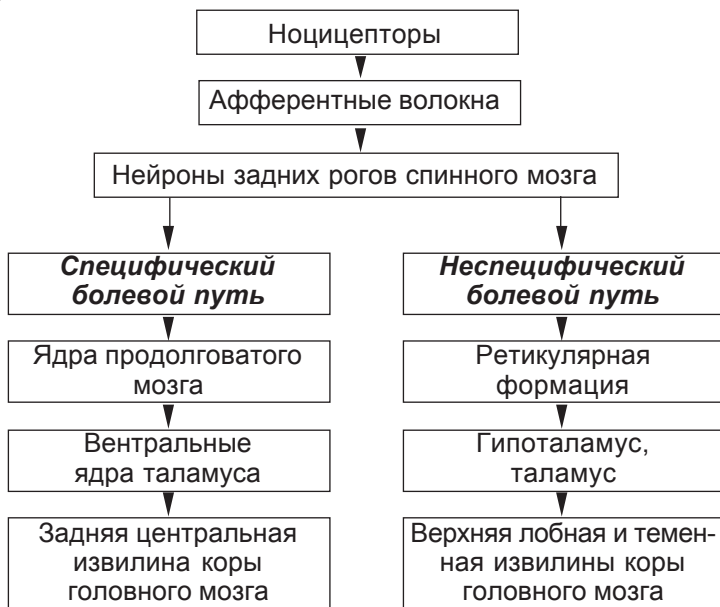 Ноцицепторы
Афферентные волокна
Нейроны задних рогов спинного мозга
Специфический
болевой путь
Ядра продолговатого
мозга
Вентральные
ядра таламуса
Задняя центральная
извилина коры
головного мозга
Неспецифический
болевой путь
Ретикулярная
формация
Гипоталамус,
таламус
Верхняя лобная и темен-
ная извилины коры
головного мозга